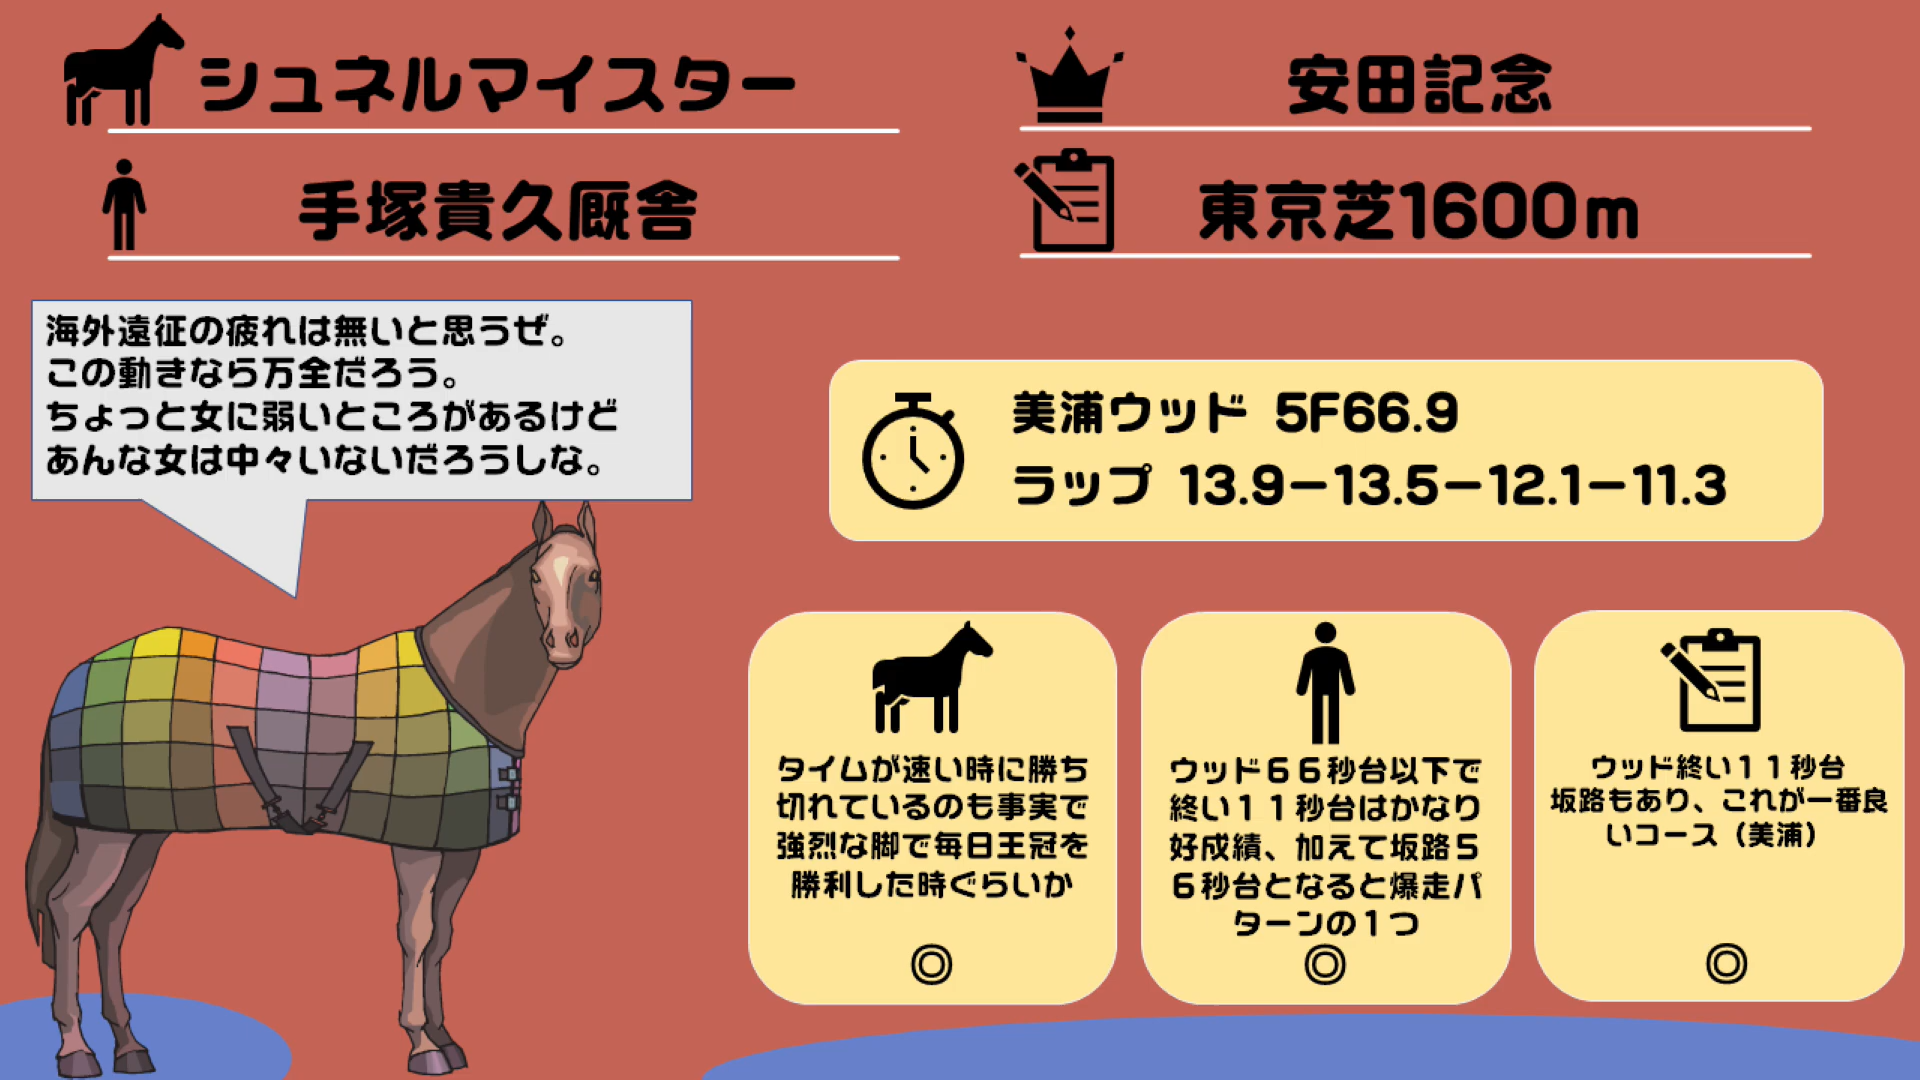 シュネルマイスター
安田記念
手塚貴久厩舎
東京芝1600m
海外遠征の疲れは無いと思うぜ。
この動きなら万全だろう。
ちょっと女に弱いところがあるけど
あんな女は中々いないだろうしな。
美浦ウッド 5F66.9
ラップ 13.9ー13.5ー12.1ー11.3
タイムが速い時に勝ち
切れているのも事実で
強烈な脚で毎日王冠を
勝利した時ぐらいか
◎
ウッド６６秒台以下で
終い１１秒台はかなり
好成績、加えて坂路５
６秒台となると爆走パ
ターンの１つ
◎
ウッド終い１１秒台
坂路もあり、これが一番良
いコース（美浦）
◎